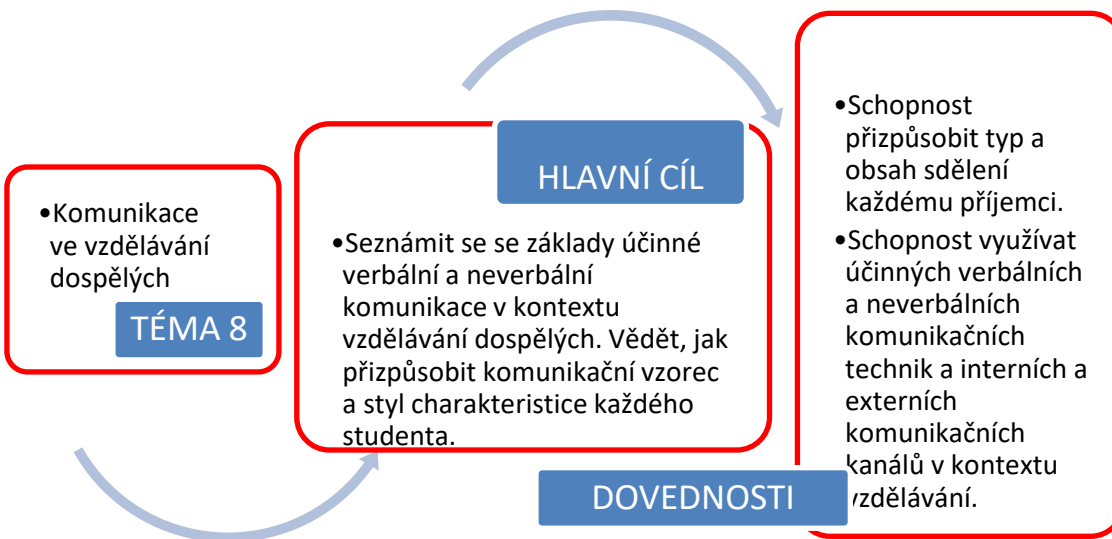 •Komunikace
ve vzdělávání
dospělých
TÉMA 8
HLAVNÍ CÍL
•Seznámit se se základy účinné
verbální a neverbální
komunikace v kontextu
vzdělávání dospělých. Vědět, jak
přizpůsobit komunikační vzorec
a styl charakteristice každého
studenta.
•Schopnost
přizpůsobit typ a
obsah sdělení
každému příjemci.
•Schopnost využívat
účinných verbálních
a neverbálních
komunikačních
technik a interních a
externích
komunikačních
kanálů v kontextu
vzdělávání.
DOVEDNOSTI